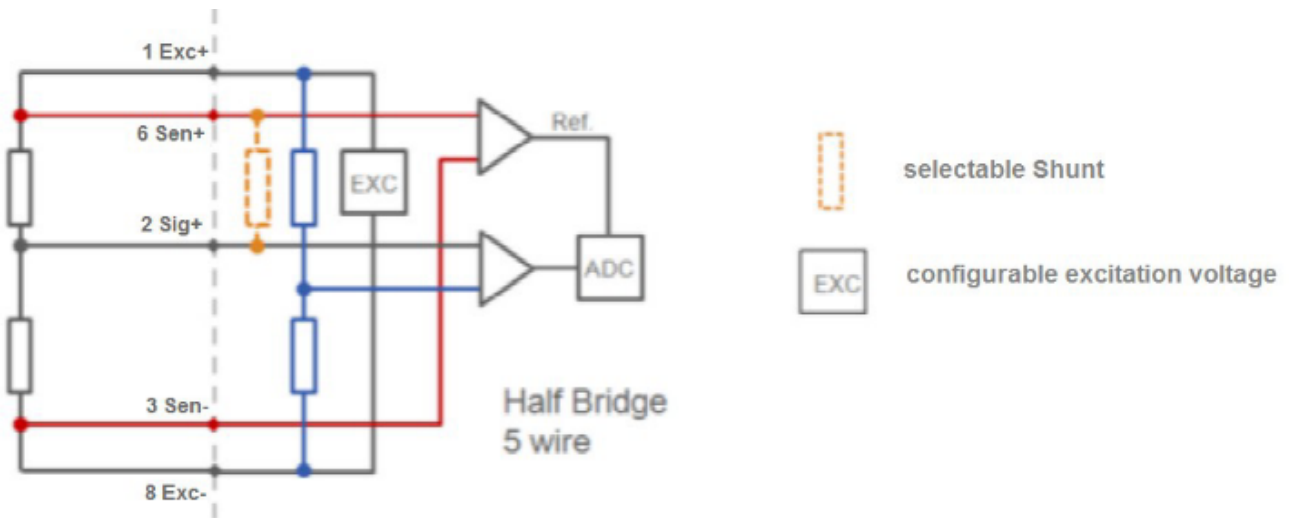 1 Exc+
6 Sen+
Ref.
EXC
selectable Shunt
2 Sig+
ADC
EXC
configurable excitation voltage
3 Sen-
Half Bridge
5 wire
8 Exc-